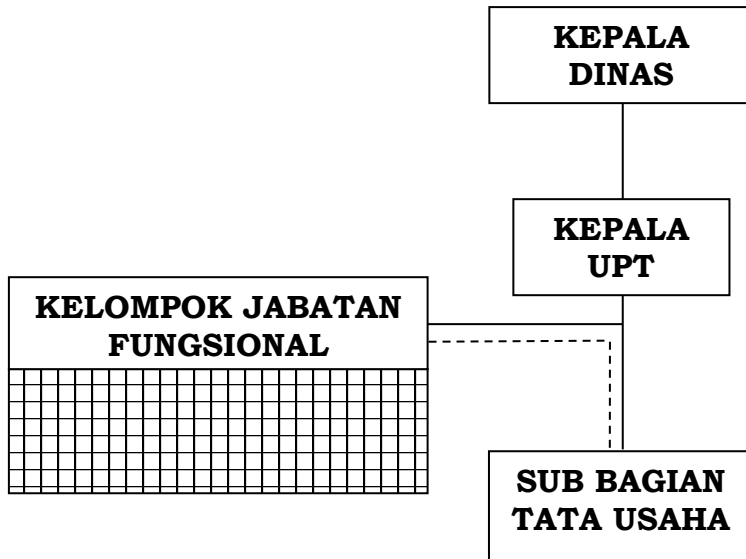 KEPALA
DINAS
KEPALA
UPT
KELOMPOK JABATAN
FUNGSIONAL
SUB BAGIAN
TATA USAHA